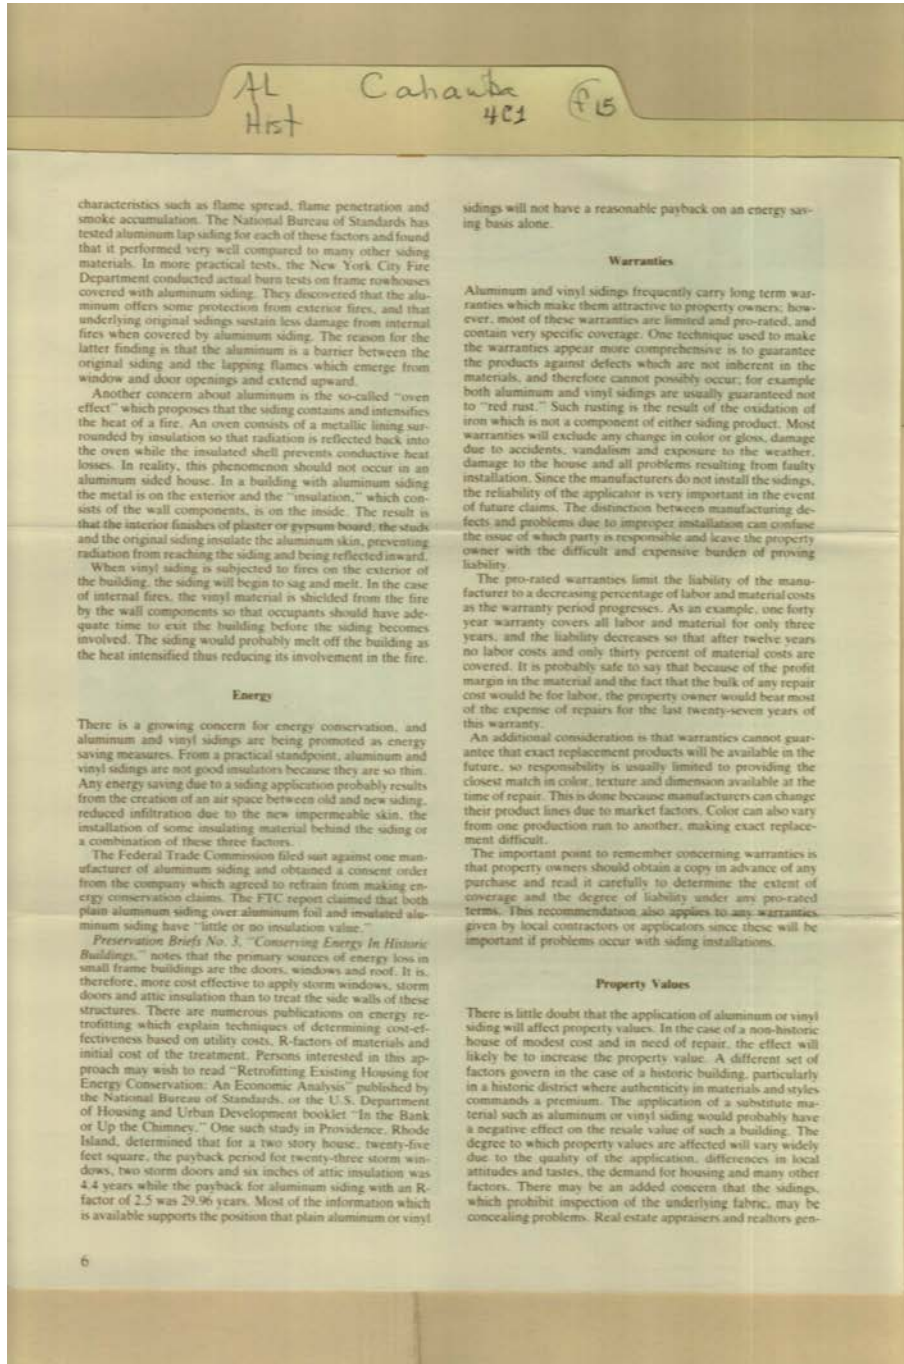 AL Cahawba f15
Hist 4C1
characteristics such as flame spread, flame penetration and
smoke accumulation. The National Bureau of Standards has
tested aluminum lap siding for each of these factors and found
that it performed very well compared to many other siding
materials. In more practical tests, the New York City Fire
Department conducted actual burn tests on frame rowhouses
covered with aluminum siding. They discovered that the alu-
minum offers some protection from exterior fires, and that
underlying original sidings sustain less damage from internal
fires when covered by aluminum siding. The reason for the
latter finding is that the aluminum is a barrier between the
original siding and the lapping flames which emerge from
window and door openings and extend upward.
Another concern about aluminum is the so-called "oven
effect" which proposes that the siding contains and intensifies
the heat of a fire. An oven consists of a metallic lining sur-
rounded by insulation so that radiation is reflected back into
the oven while the insulated shell prevents conductive heat
losses. In reality, this phenomenon should not occur in an
aluminum sided house. In a building with aluminum siding
the metal is on the exterior and the "insulation," which con-
sists of the wall components, is on the inside. The result is
that the interior finishes of plaster or gypsum board, the studs
and the original siding insulate the aluminum skin, preventing
radiation from reaching the siding and being reflected inward.
When vinyl siding is subjected to fires on the exterior of
the building, the siding will begin to sag and melt. In the case
of internal fires, the vinyl material is shielded from the fire
by the wall components so that occupants should have ade-
quate time to exit the building before the siding becomes
involved. The siding would probably melt off the building as
the heat intensified thus reducing its involvement in the fire.
Energy
There is a growing concern for energy conservation, and
aluminum and vinyl sidings are being promoted as energy
saving measures. From a practical standpoint, aluminum and
vinyl sidings are not good insulators because they are so thin.
Any energy saving due to a siding application probably results
from the creation of an air space between old and new siding,
reduced infiltration due to the new impermeable skin, the
installation of some insulating material behind the siding or
a combination of these three factors.
The Federal Trade Commission filed suit against one man-
ufacturer of aluminum siding and obtained a consent order
from the company which agreed to refrain from making en-
ergy conservation claims. The FTC report claimed that both
plain aluminum siding over aluminum foil and insulated alu-
minum siding have "little or no insulation value."
Preservation Briefs No. 3, "Conserving Energy In Historic
Buildings," notes that the primary sources of energy loss in
small frame buildings are the doors, windows and roof. It is,
therefore, more cost effective to apply storm windows, storm
doors and attic insulation than to treat the side walls of these
structures. There are numerous publications on energy re-
trofitting which explain techniques of determining cost-ef-
fectiveness based on utility costs, R-factors of materials and
initial cost of the treatment. Persons interested in this ap-
proach may wish to read "Retrofitting Existing Housing for
Energy Conservation: An Economic Analysis" published by
the National Bureau of Standards, or the U.S. Department
of Housing and Urban Development booklet "In the Bank
or Up the Chimney." One such study in Providence, Rhode
Island, determined that for a two story house, twenty-five
feet square, the payback period for twenty-three storm win-
dows, two storm doors and six inches of attic insulation was
4.4 years while the payback for aluminum siding with an R-
factor of 2.5 was 29.96 years. Most of the information which
is available supports the position that plain aluminum or vinyl
sidings will not have a reasonable payback on an energy sav-
ing basis alone.
Warranties
Aluminum and vinyl sidings frequently carry long term war-
ranties which make them attractive to property owners; how-
ever, most of these warranties are limited and pro-rated, and
contain very specific coverage. One technique used to make
the warranties appear more comprehensive is to guarantee
the products against defects which are not inherent in the
materials, and therefore cannot possibly occur; for example
both aluminum and vinyl sidings are usually guaranteed not
to "red rust." Such rusting is the result of the oxidation of
iron which is not a component of either siding product. Most
warranties will exclude any change in color or gloss, damage
due to accidents, vandalism and exposure to the weather,
damage to the house and all problems resulting from faulty
installation. Since the manufacturers do not install the sidings,
the reliability of the applicator is very important in the event
of future claims. The distinction between manufacturing de-
fects and problems due to improper installation can confuse
the issue of which party is responsible and leave the property
owner with the difficult and expensive burden of proving
liability.
The pro-rated warranties limit the liability of the manu-
facturer to a decreasing percentage of labor and material costs
as the warranty period progresses. As an example, one forty
year warranty covers all labor and material for only three
years, and the liability decreases so that after twelve years
no labor costs and only thirty percent of material costs are
covered. It is probably safe to say that because of the profit
margin in the material and the fact that the bulk of any repair
cost would be for labor, the property owner would bear most
of the expense of repairs for the last twenty-seven years of
this warranty.
An additional consideration is that warranties cannot guar-
antee that exact replacement products will be available in the
future, so responsibility is usually limited to providing the
closest match in color, texture and dimension available at the
time of repair. This is done because manufacturers can change
their product lines due to market factors. Color can also vary
from one production run to another, making exact replace-
ment difficult.
The important point to remember concerning warranties is
that property owners should obtain a copy in advance of any
purchase and read it carefully to determine the extent of
coverage and the degree of liability under any pro-rated
terms. This recommendation also applies to any warranties
given by local contractors or applicators since these will be
important if problems occur with siding installations.
Property Values
There is little doubt that the application of aluminum or vinyl
siding will affect property values. In the case of a non-historic
house of modest cost and in need of repair, the effect will
likely be to increase the property value. A different set of
factors govern in the case of a historic building, particularly
in a historic district where authenticity in materials and styles
commands a premium. The application of a substitute ma-
terial such as aluminum or vinyl siding would probably have
a negative effect on the resale value of such a building. The
degree to which property values are affected will vary widely
due to the quality of the application, differences in local
attitudes and tastes, the demand for housing and many other
factors. There may be an added concern that the sidings,
which prohibit inspection of the underlying fabric, may be
concealing problems. Real estate appraisers and realtors gen-
6